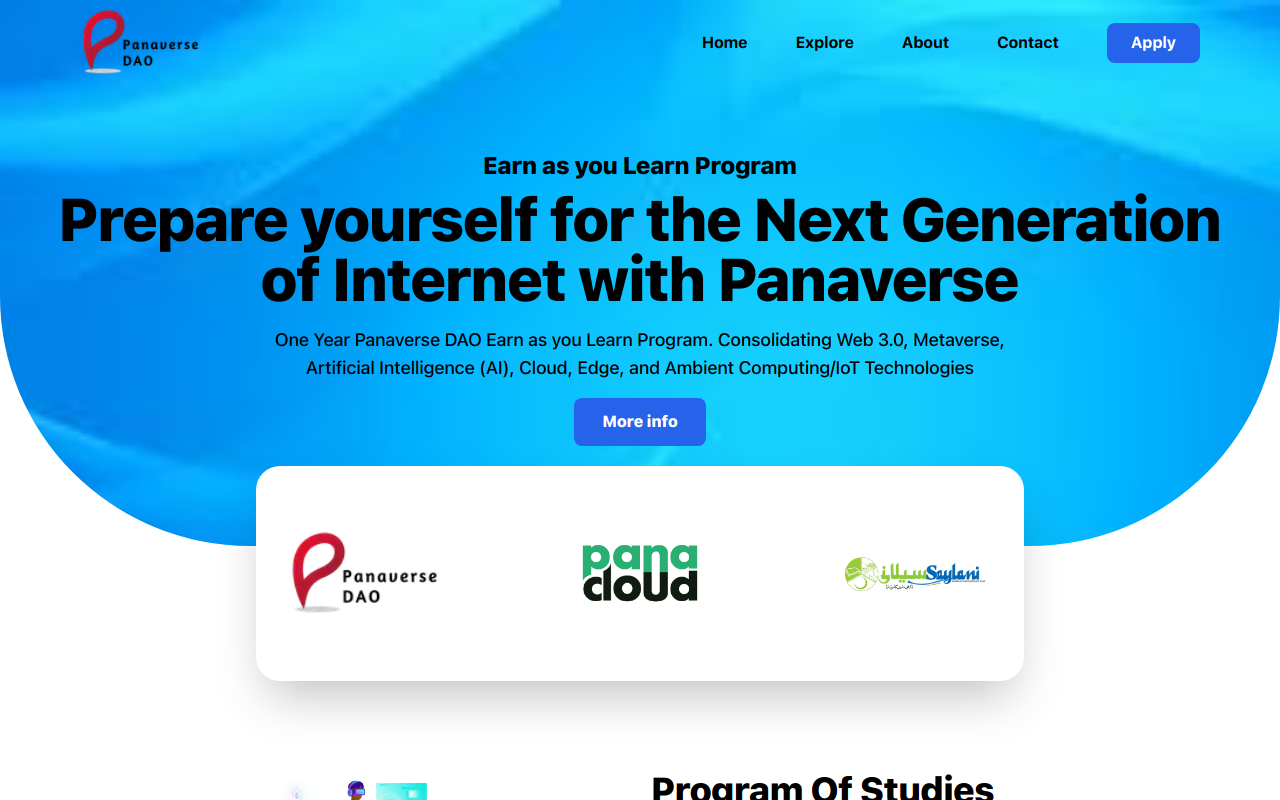 Panaverse
DAO
Home
Explore
About
Contact
Apply
Earn as you Learn Program
Prepare yourself for the Next Generation
of Internet with Panaverse
One Year Panaverse DAO Earn as you Learn Program. Consolidating Web 3.0, Metaverse,
Artificial Intelligence (AI), Cloud, Edge, and Ambient Computing/IoT Technologies
More info
Panaverse
DAO
pana
cloud
سیلانی Saylani
Program Of Studies